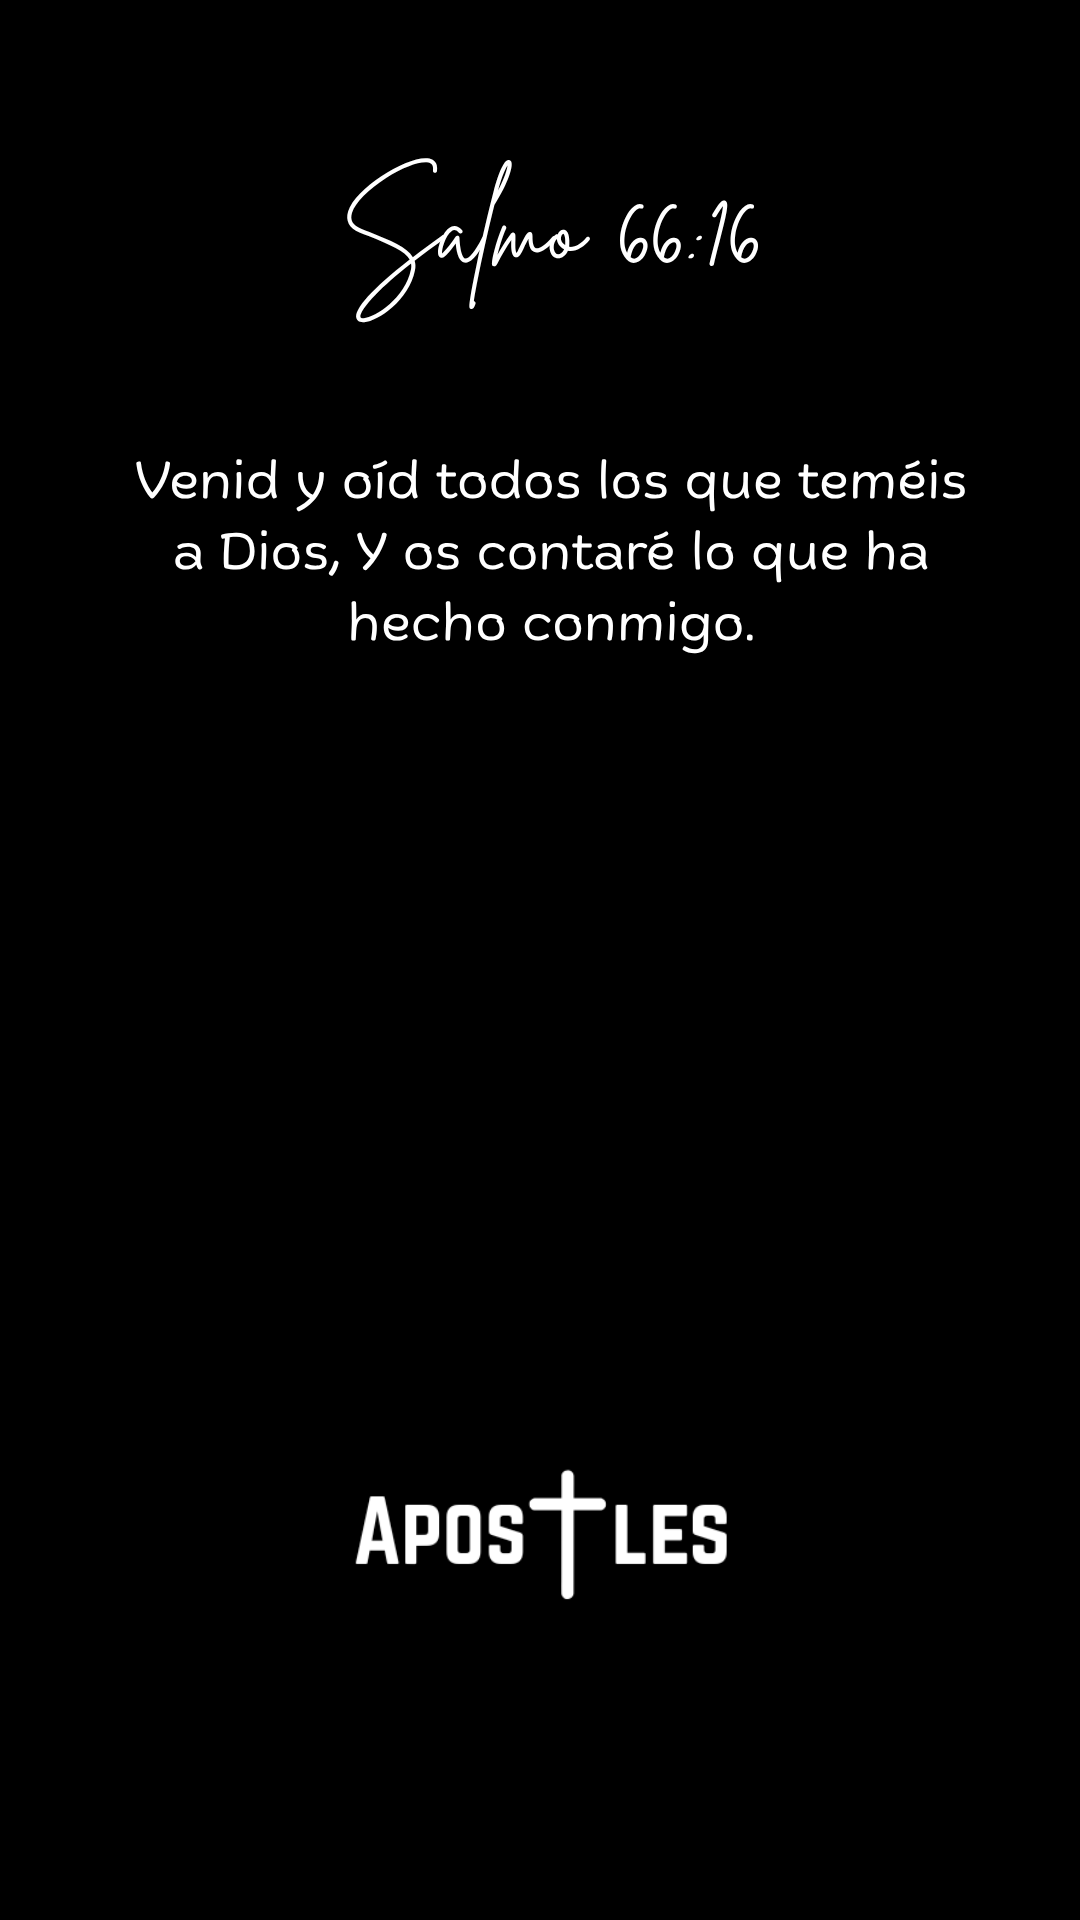 Salmo 66:16
Venid y oíd todos los que teméis
a Dios, Y os contaré lo que ha
hecho conmigo.
APOSTLES